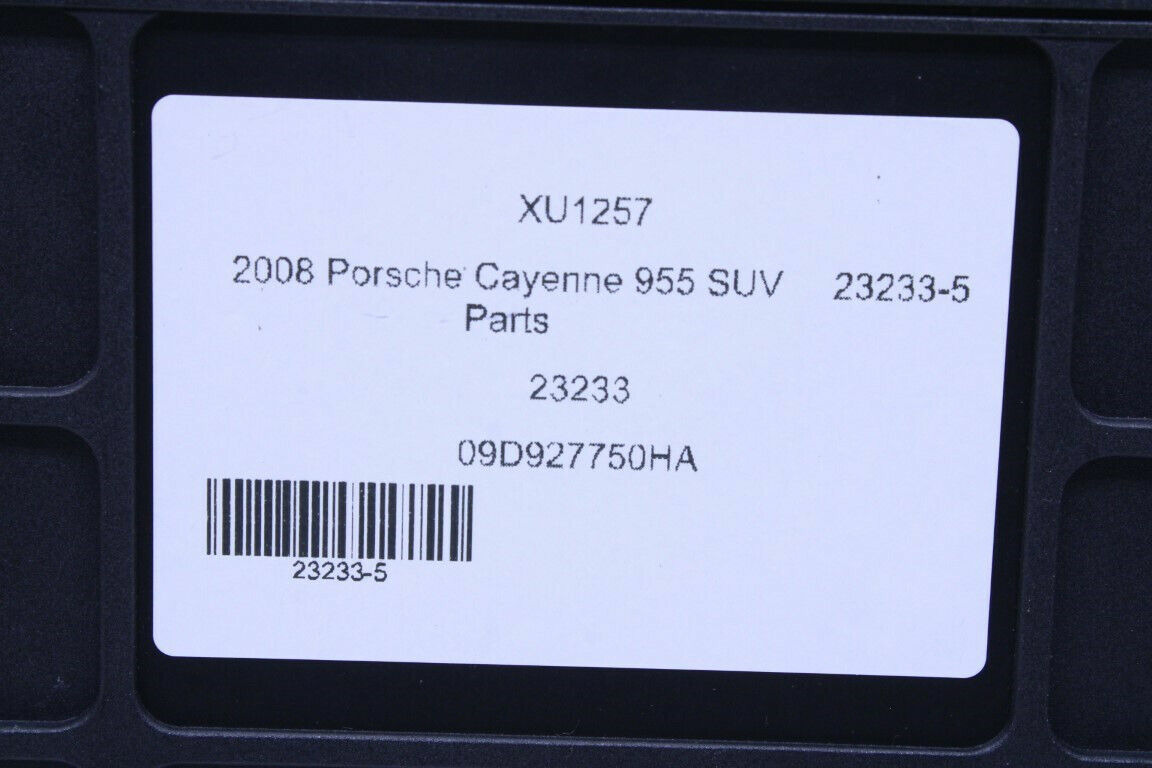 XU1257
2008 Porsche Cayenne 955 SUV 23233-5
Parts
23233
09D927750HA
23233-5